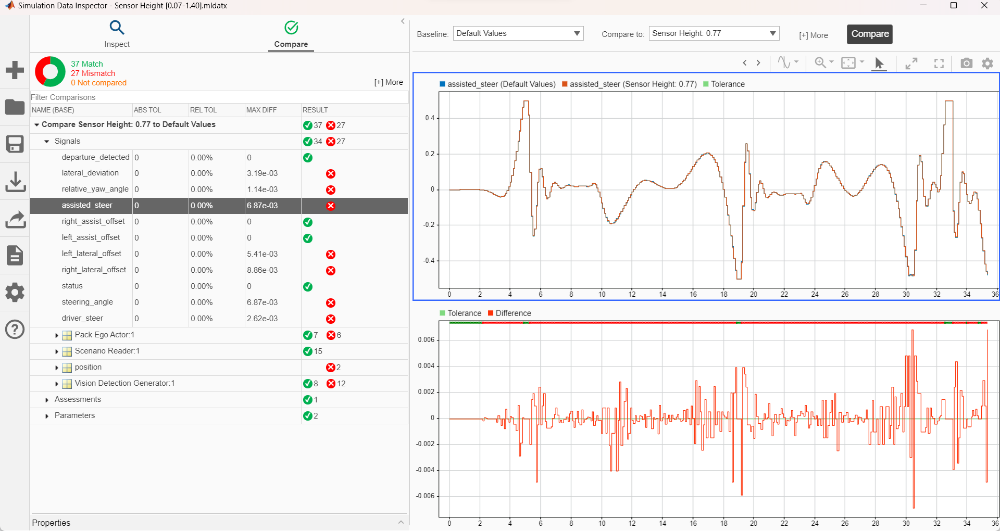 Simulation Data Inspector - Sensor Height [0.07-1.40].mldatx
Inspect
Compare
37 Match
27 Mismatch
0 Not compared
[+] More
Filter Comparisons
NAME (BASE) ABS TOL REL TOL MAX DIFF RESULT
Compare Sensor Height: 0.77 to Default Values 37 27
Signals 34 27
departure_detected 0 0.00% 0
lateral_deviation 0 0.00% 3.19e-03
relative_yaw_angle 0 0.00% 1.14e-03
assisted_steer 0 0.00% 6.87e-03
right_assist_offset 0 0.00% 0
left_assist_offset 0 0.00% 0
left_lateral_offset 0 0.00% 5.41e-03
right_lateral_offset 0 0.00% 8.86e-03
status 0 0.00% 0
steering_angle 0 0.00% 6.87e-03
driver_steer 0 0.00% 2.62e-03
Pack Ego Actor:1 7 6
Scenario Reader:1 15
position 2
Vision Detection Generator:1 8 12
Assessments 1
Parameters 2
Properties
Baseline: Default Values Compare to: Sensor Height: 0.77 [+] More Compare
assisted_steer (Default Values) assisted_steer (Sensor Height: 0.77) Tolerance
0.4
0.2
0
-0.2
-0.4
0 2 4 6 8 10 12 14 16 18 20 22 24 26 28 30 32 34 36
Tolerance Difference
0.006
0.004
0.002
0
-0.002
-0.004
-0.006
0 2 4 6 8 10 12 14 16 18 20 22 24 26 28 30 32 34 36